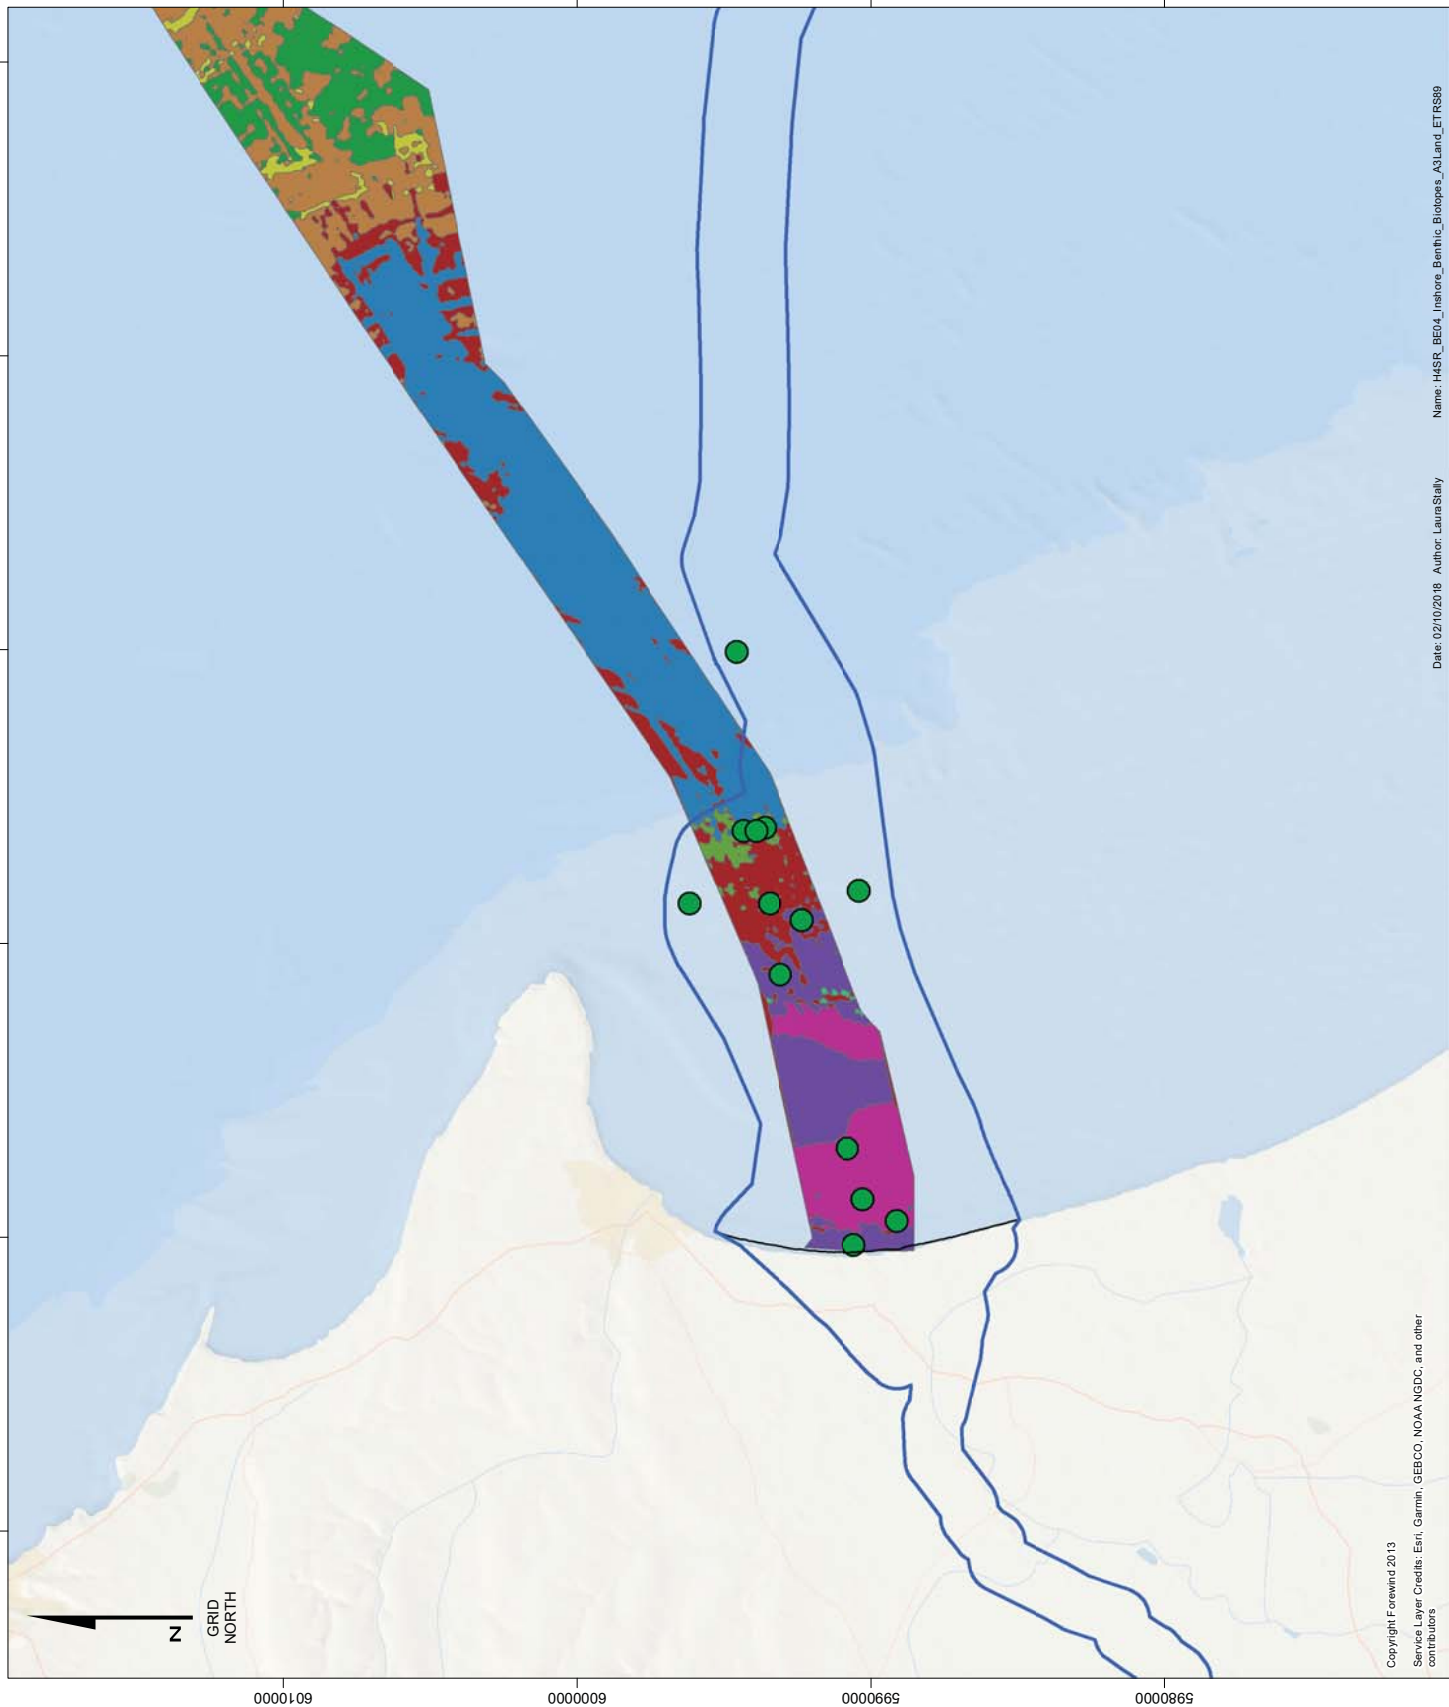 N
GRID
NORTH
6010000
6000000
5990000
5980000
Copyright Forewind 2013
Service Layer Credits: Esri, Garmin, GEBCO, NOAA NGDC, and other
contributors
Date: 02/10/2018 Author: LauraStally Name: H4SR_BE04_Inshore_Benthic_Biotopes_A3Land_ETRS89